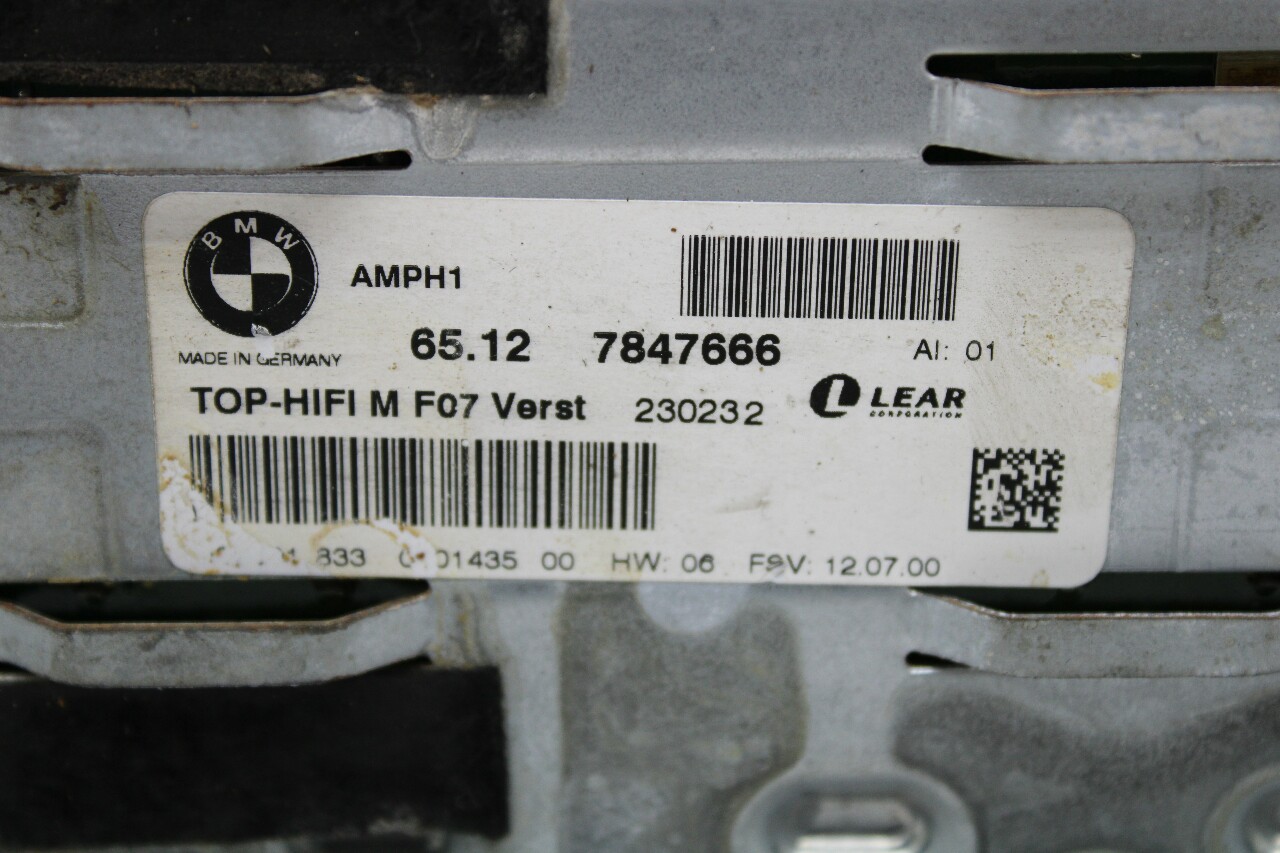 BMW
AMPH1
MADE IN GERMANY
65.12 7847666 AI: 01
TOP-HIFI M F07 Verst 230232 LEAR
CORPORATION
833 01435 00 HW: 06 FSV: 12.07.00